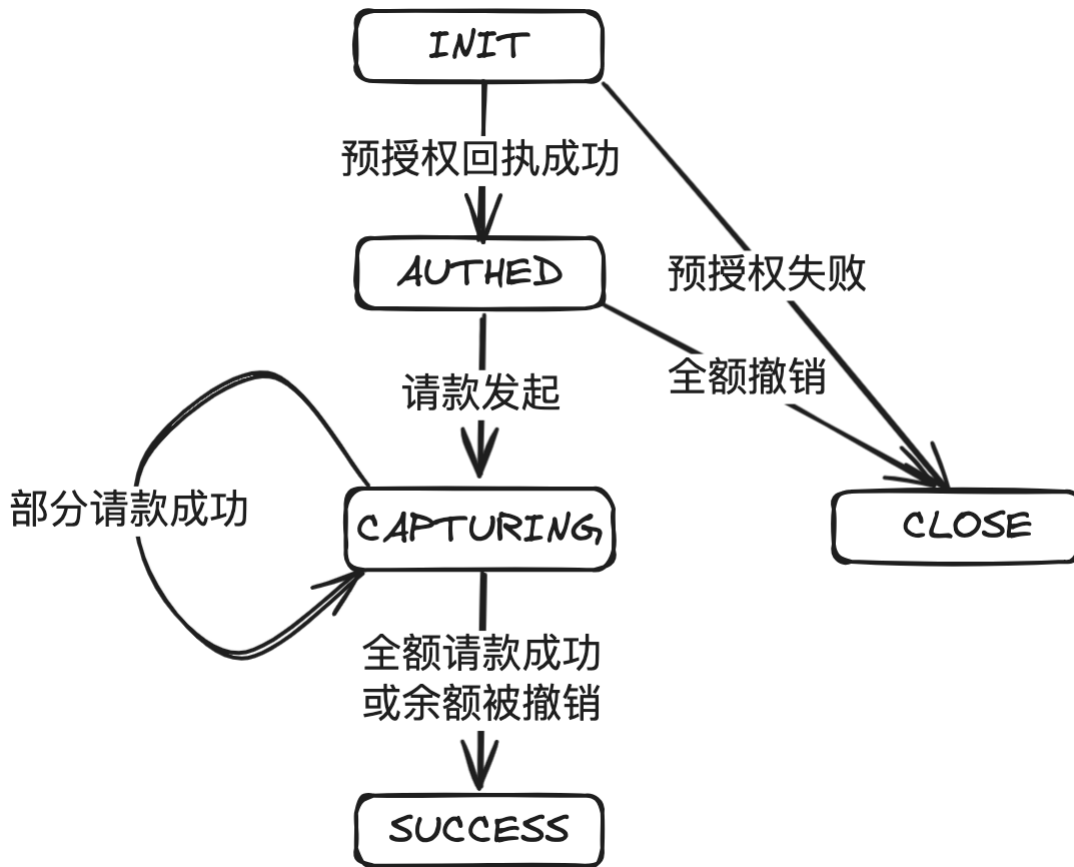 INIT
预授权回执成功
AUTHED
预授权失败
全额撤销
请款发起
部分请款成功
CAPTURING
CLOSE
全额请款成功
或余额被撤销
SUCCESS